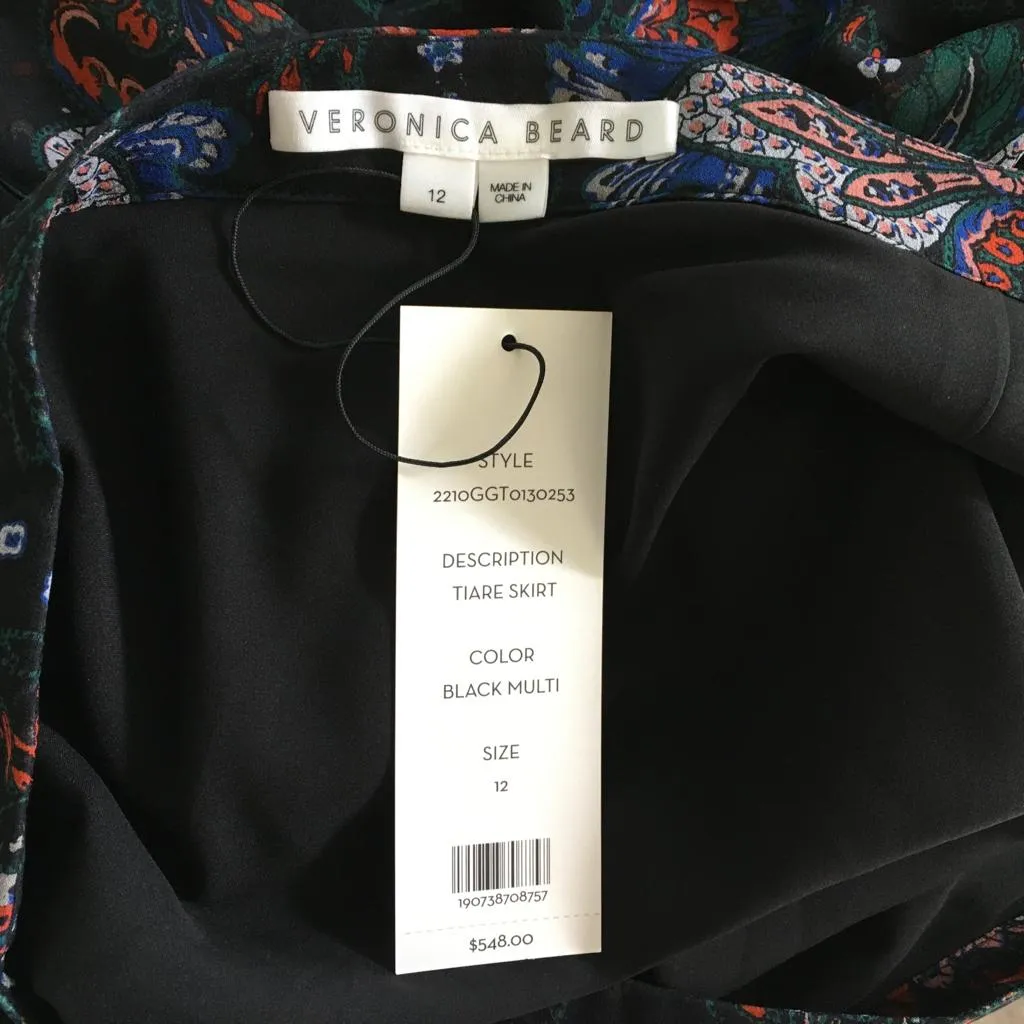 VERONICA BEARD
12
MADE IN
CHINA
STYLE
2210GGT0130253
DESCRIPTION
TIARE SKIRT
COLOR
BLACK MULTI
SIZE
12
190738708757
$548.00